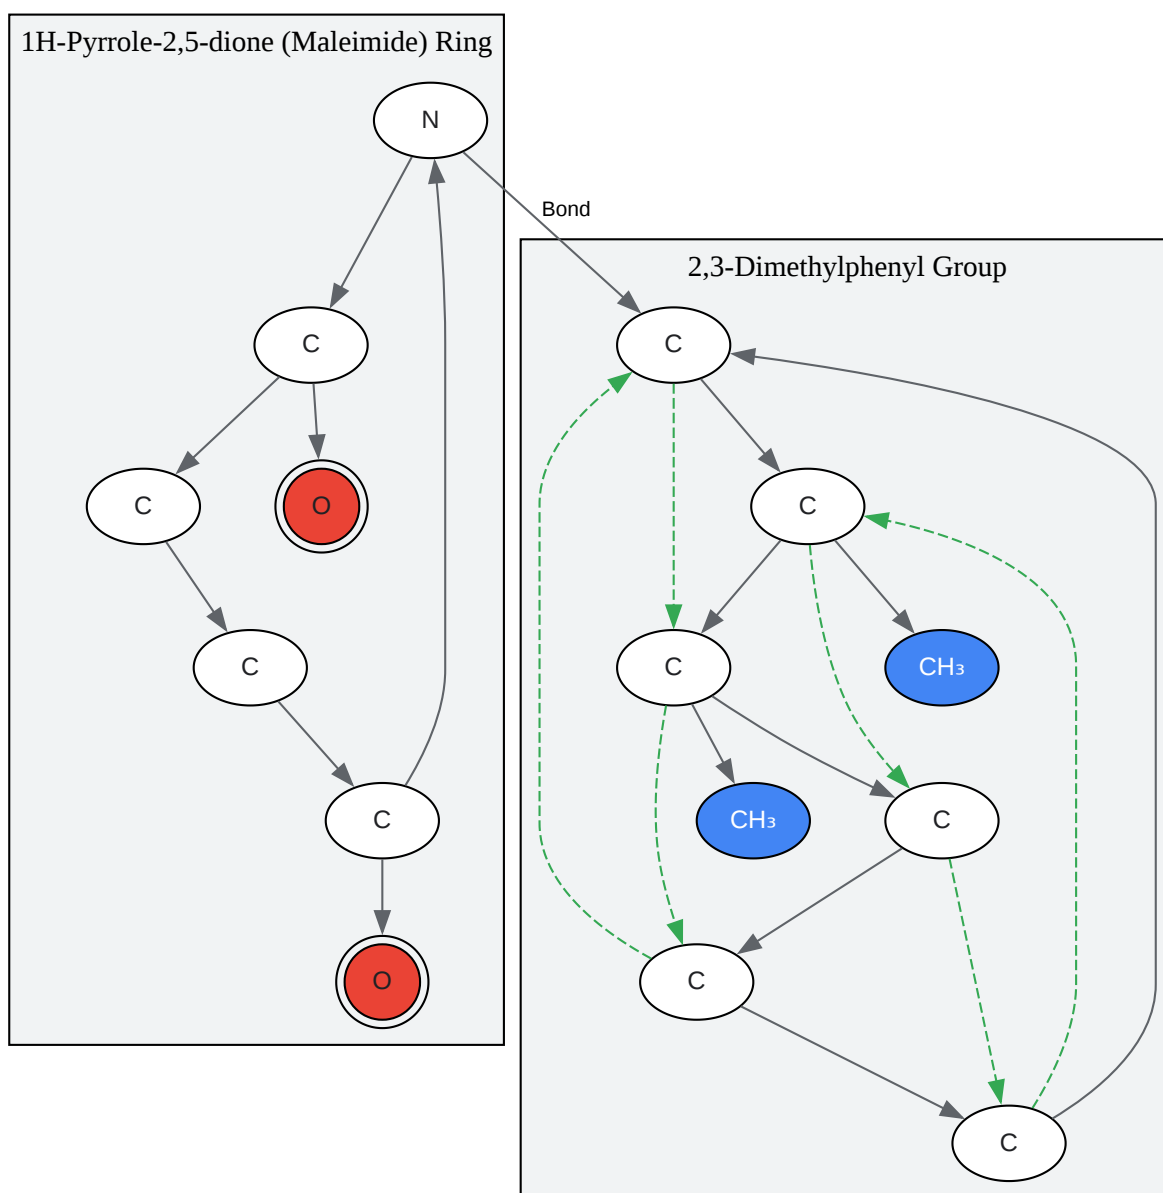 1H-Pyrrole-2,5-dione (Maleimide) Ring
N
Bond
2,3-Dimethylphenyl Group
C
C
C
O
C
C
C
CH₃
C
CH₃
C
O
C
C